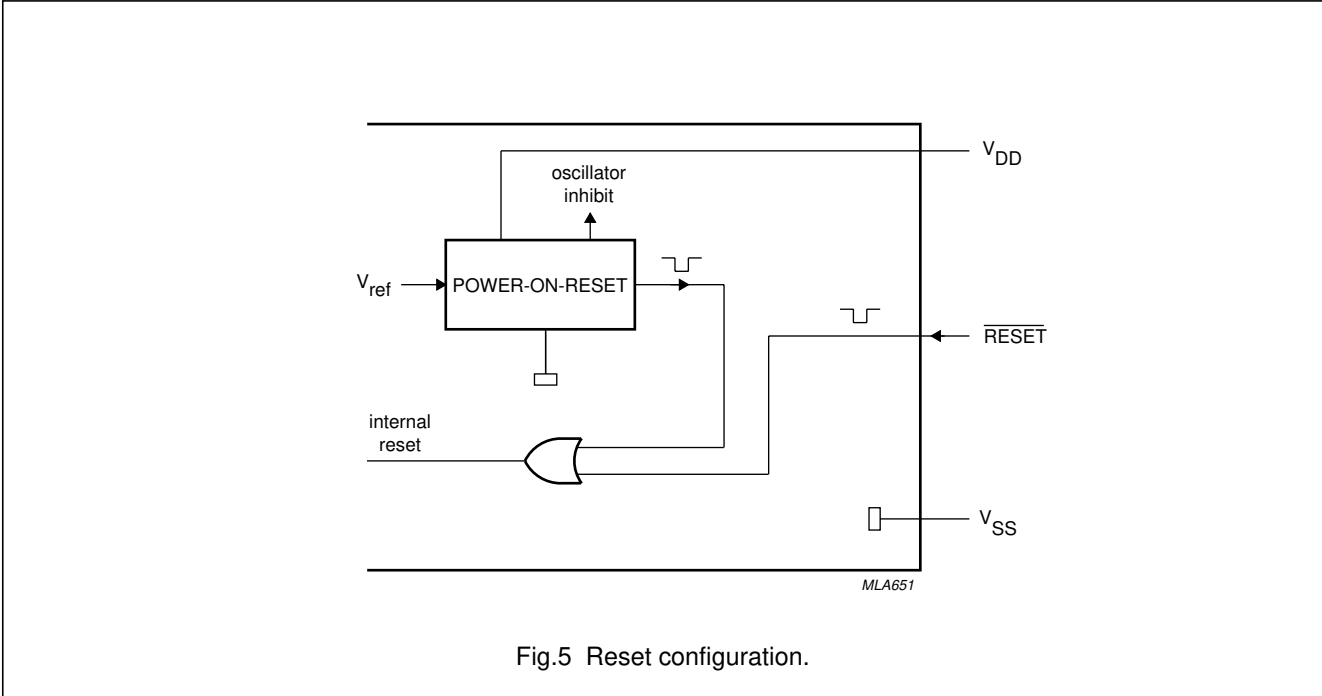 V_DD
oscillator
inhibit
V_ref
POWER-ON-RESET
RESET
internal
reset
V_SS
MLA651
Fig.5 Reset configuration.